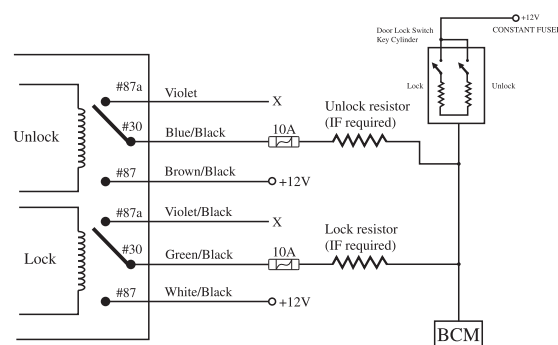 +12V
CONSTANT FUSED
Door Lock Switch
Key Cylinder
Lock
Unlock
#87a
Violet
X
Unlock resistor
(IF required)
Unlock
#30
Blue/Black
10A
#87
Brown/Black
+12V
#87a
Violet/Black
X
Lock resistor
(IF required)
Lock
#30
Green/Black
10A
#87
White/Black
+12V
BCM